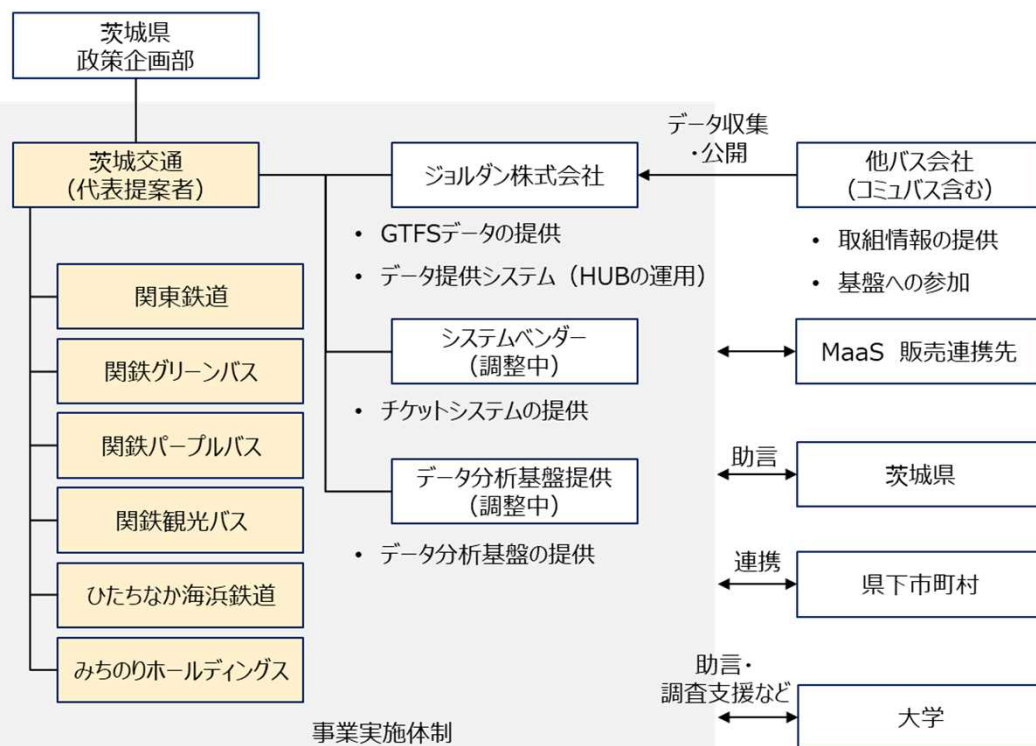 茨城県
政策企画部
茨城交通
（代表提案者）
関東鉄道
関鉄グリーンバス
関鉄パープルバス
関鉄観光バス
ひたちなか海浜鉄道
みちのりホールディングス
ジョルダン株式会社
• GTFSデータの提供
• データ提供システム（HUBの運用）
システムベンダー
（調整中）
• チケットシステムの提供
データ分析基盤提供
（調整中）
• データ分析基盤の提供
事業実施体制
データ収集
・公開
他バス会社
（コミュバス含む）
• 取組情報の提供
• 基盤への参加
MaaS 販売連携先
助言
茨城県
連携
県下市町村
助言・
調査支援など
大学